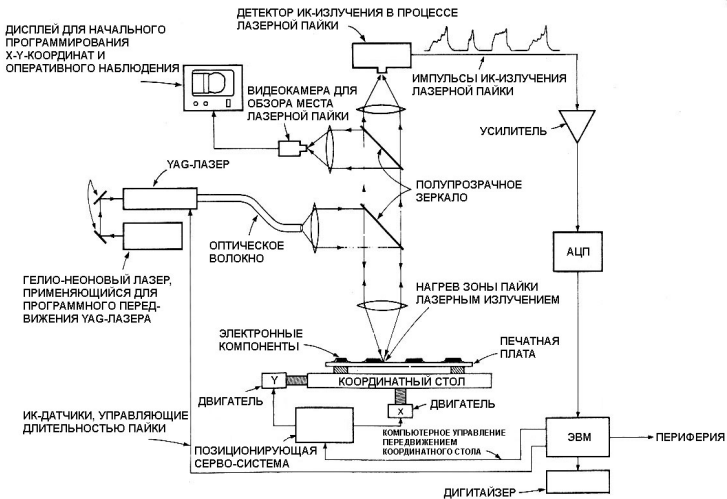 ДЕТЕКТОР ИК-ИЗЛУЧЕНИЯ В ПРОЦЕССЕ
ЛАЗЕРНОЙ ПАЙКИ
ДИСПЛЕЙ ДЛЯ НАЧАЛЬНОГО
ПРОГРАММИРОВАНИЯ
X-Y-КООРДИНАТ И
ОПЕРАТИВНОГО НАБЛЮДЕНИЯ
ИМПУЛЬСЫ ИК-ИЗЛУЧЕНИЯ
ЛАЗЕРНОЙ ПАЙКИ
ВИДЕОКАМЕРА ДЛЯ
ОБЗОРА МЕСТА
ЛАЗЕРНОЙ ПАЙКИ
УСИЛИТЕЛЬ
YAG-ЛАЗЕР
ПОЛУПРОЗРАЧНОЕ
ЗЕРКАЛО
ОПТИЧЕСКОЕ
ВОЛОКНО
АЦП
ГЕЛИО-НЕОНОВЫЙ ЛАЗЕР,
ПРИМЕНЯЮЩИЙСЯ ДЛЯ
ПРОГРАММНОГО ПЕРЕД-
ВИЖЕНИЯ YAG-ЛАЗЕРА
НАГРЕВ ЗОНЫ ПАЙКИ
ЛАЗЕРНЫМ ИЗЛУЧЕНИЕМ
ЭЛЕКТРОННЫЕ
КОМПОНЕНТЫ
ПЕЧАТНАЯ
ПЛАТА
Y
КООРДИНАТНЫЙ СТОЛ
ДВИГАТЕЛЬ
X
ДВИГАТЕЛЬ
ИК-ДАТЧИКИ, УПРАВЛЯЮЩИЕ
ДЛИТЕЛЬНОСТЬЮ ПАЙКИ
ПОЗИЦИОНИРУЮЩАЯ
СЕРВО-СИСТЕМА
КОМПЬЮТЕРНОЕ УПРАВЛЕНИЕ
ПЕРЕДВИЖЕНИЕМ
КООРДИНАТНОГО СТОЛА
ЭВМ
ПЕРИФЕРИЯ
ДИГИТАЙЗЕР